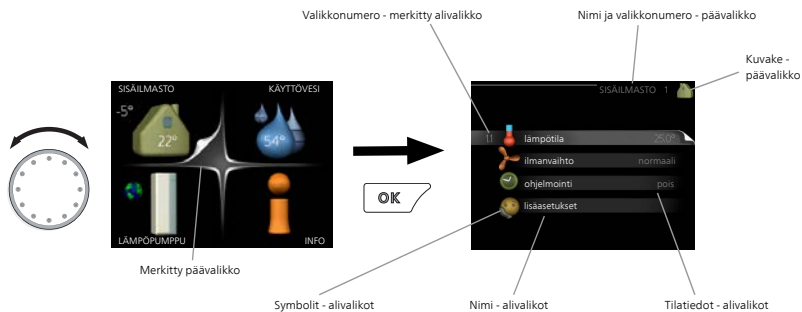 Valikkonumero - merkitty alivalikko
Nimi ja valikkonumero - päävalikko
Kuvake -
päävalikko
SISÄILMASTO
KÄYTTÖVESI
-5°
22°
54°
LÄMPÖPUMPPU
INFO
OK
SISÄILMASTO 1
1.1 lämpötila 25.0°
ilmanvaihto normaali
ohjelmointi pois
lisäasetukset
Merkitty päävalikko
Symbolit - alivalikot
Nimi - alivalikot
Tilatiedot - alivalikot